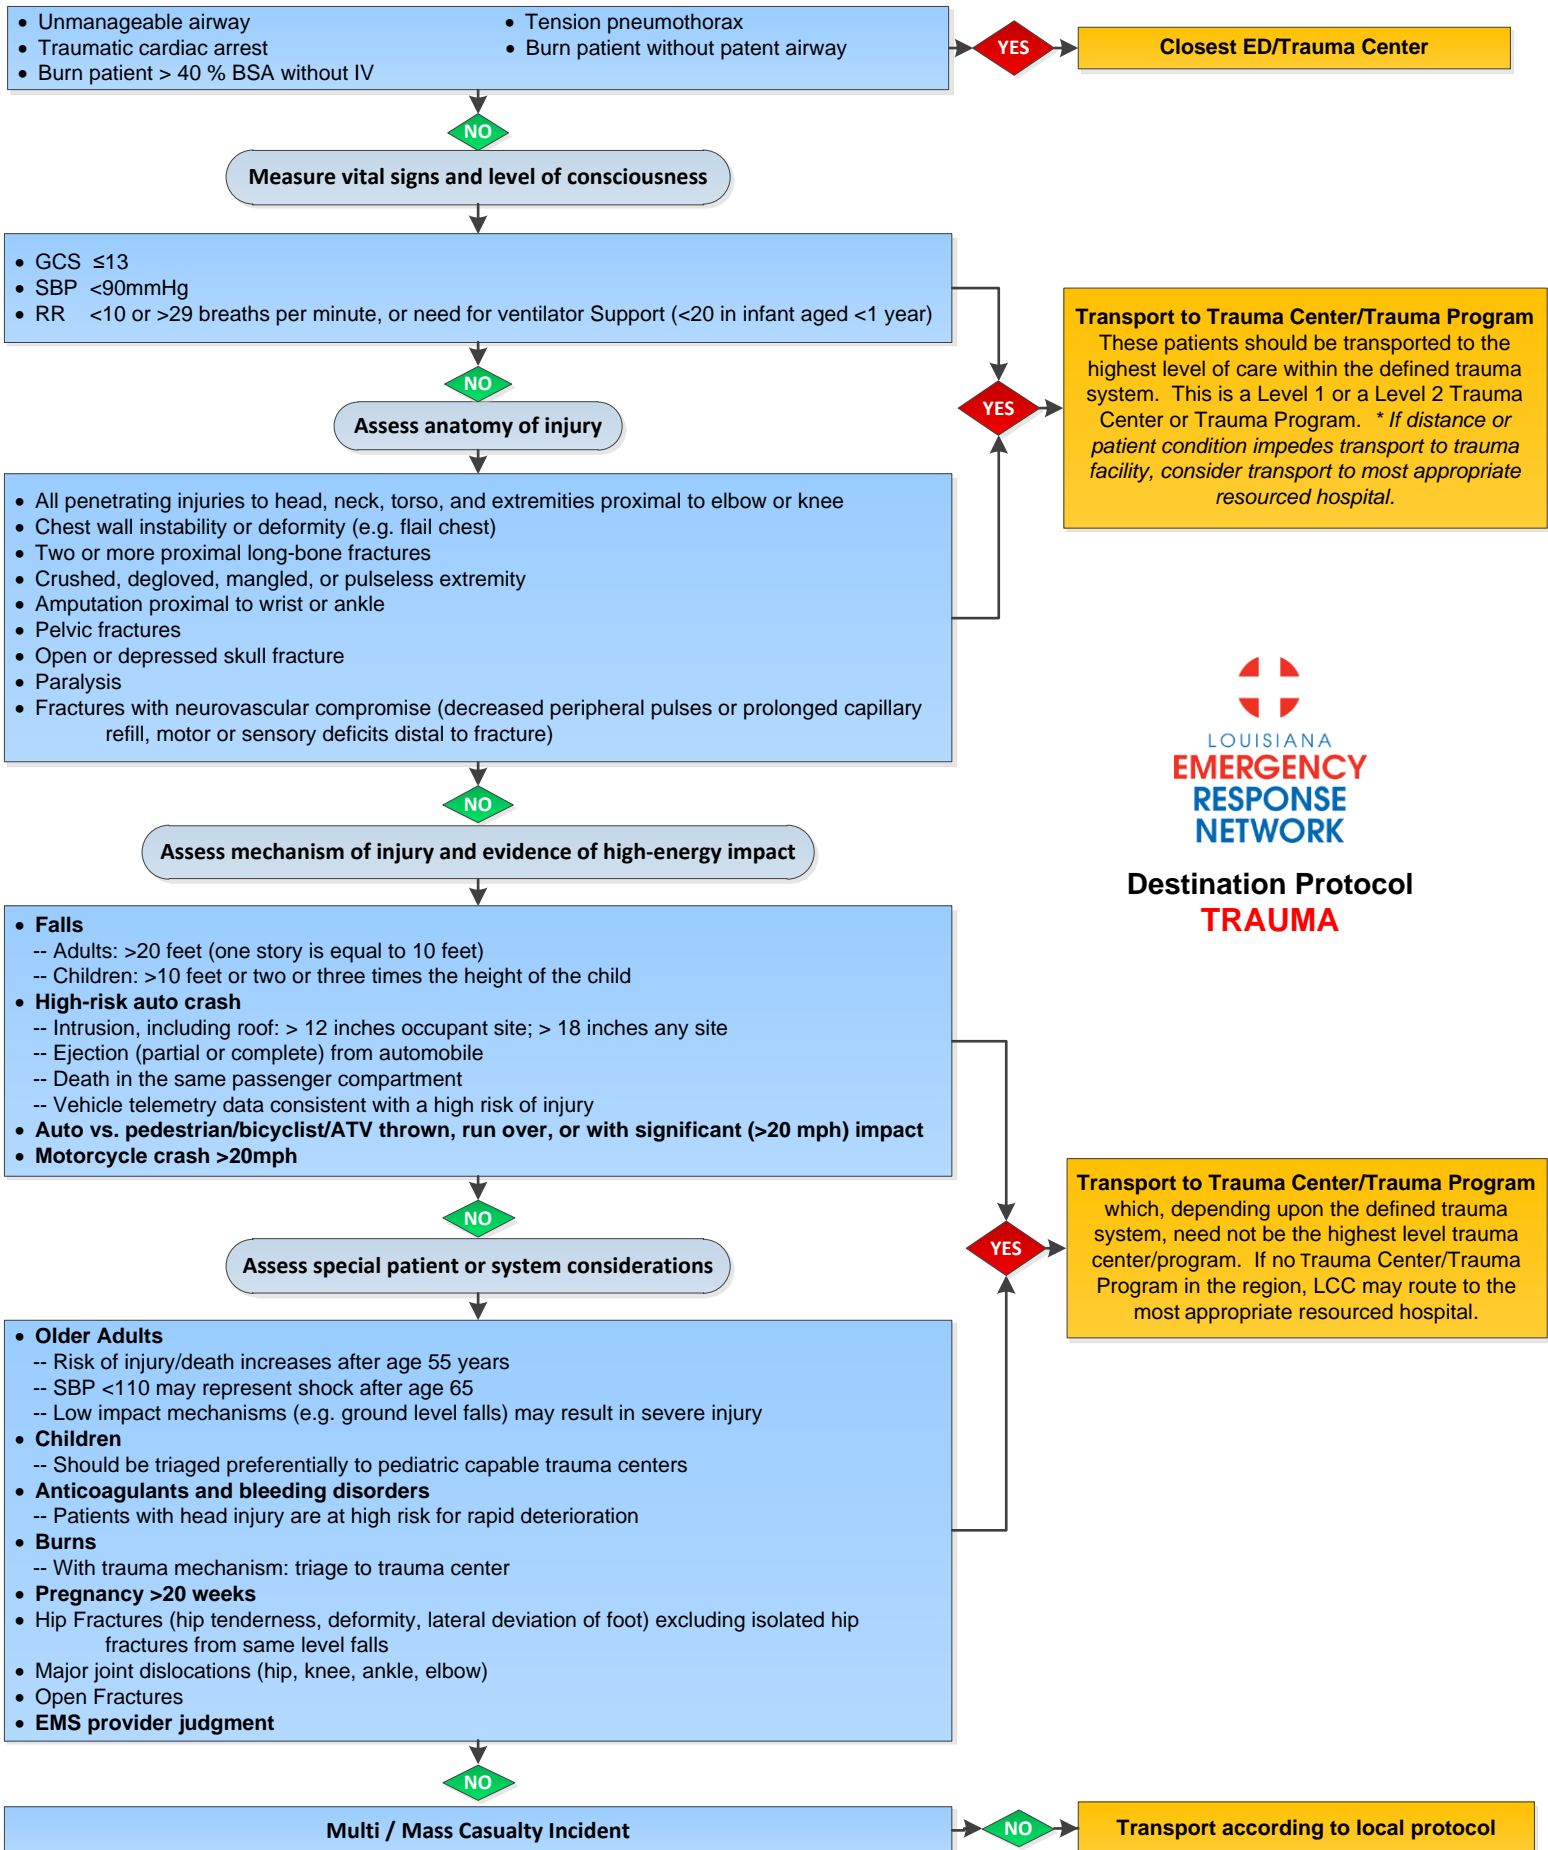 • Unmanageable airway
• Traumatic cardiac arrest
• Burn patient > 40 % BSA without IV
• Tension pneumothorax
• Burn patient without patent airway
YES
Closest ED/Trauma Center
NO
Measure vital signs and level of consciousness
• GCS ≤13
• SBP <90mmHg
• RR <10 or >29 breaths per minute, or need for ventilator Support (<20 in infant aged <1 year)
NO
Assess anatomy of injury
YES
Transport to Trauma Center/Trauma Program
These patients should be transported to the
highest level of care within the defined trauma
system. This is a Level 1 or a Level 2 Trauma
Center or Trauma Program. * If distance or
patient condition impedes transport to trauma
facility, consider transport to most appropriate
resourced hospital.
• All penetrating injuries to head, neck, torso, and extremities proximal to elbow or knee
• Chest wall instability or deformity (e.g. flail chest)
• Two or more proximal long-bone fractures
• Crushed, degloved, mangled, or pulseless extremity
• Amputation proximal to wrist or ankle
• Pelvic fractures
• Open or depressed skull fracture
• Paralysis
• Fractures with neurovascular compromise (decreased peripheral pulses or prolonged capillary
refill, motor or sensory deficits distal to fracture)
LOUISIANA
EMERGENCY
RESPONSE
NETWORK
Destination Protocol
TRAUMA
NO
Assess mechanism of injury and evidence of high-energy impact
• Falls
-- Adults: >20 feet (one story is equal to 10 feet)
-- Children: >10 feet or two or three times the height of the child
• High-risk auto crash
-- Intrusion, including roof: > 12 inches occupant site; > 18 inches any site
-- Ejection (partial or complete) from automobile
-- Death in the same passenger compartment
-- Vehicle telemetry data consistent with a high risk of injury
• Auto vs. pedestrian/bicyclist/ATV thrown, run over, or with significant (>20 mph) impact
• Motorcycle crash >20mph
NO
Assess special patient or system considerations
YES
Transport to Trauma Center/Trauma Program
which, depending upon the defined trauma
system, need not be the highest level trauma
center/program. If no Trauma Center/Trauma
Program in the region, LCC may route to the
most appropriate resourced hospital.
• Older Adults
-- Risk of injury/death increases after age 55 years
-- SBP <110 may represent shock after age 65
-- Low impact mechanisms (e.g. ground level falls) may result in severe injury
• Children
-- Should be triaged preferentially to pediatric capable trauma centers
• Anticoagulants and bleeding disorders
-- Patients with head injury are at high risk for rapid deterioration
• Burns
-- With trauma mechanism: triage to trauma center
• Pregnancy >20 weeks
• Hip Fractures (hip tenderness, deformity, lateral deviation of foot) excluding isolated hip
fractures from same level falls
• Major joint dislocations (hip, knee, ankle, elbow)
• Open Fractures
• EMS provider judgment
NO
Multi / Mass Casualty Incident
NO
Transport according to local protocol